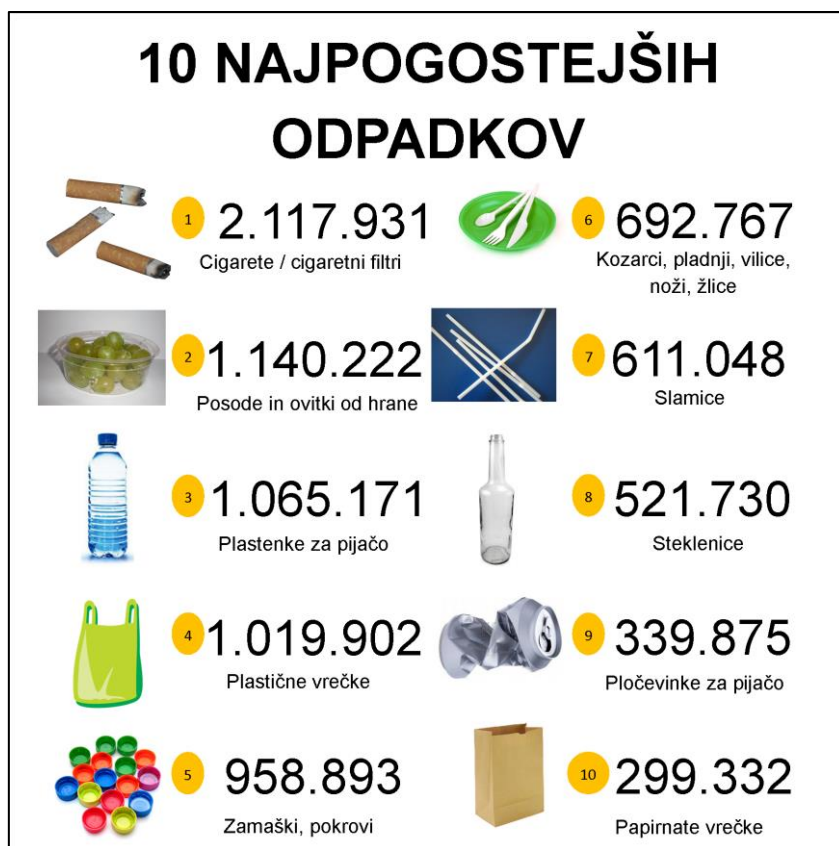 10 NAJPOGOSTEJŠIH
ODPADKOV
1 2.117.931
Cigarete / cigaretni filtri
2 1.140.222
Posode in ovitki od hrane
3 1.065.171
Plastenke za pijačo
4 1.019.902
Plastične vrečke
5 958.893
Zamaški, pokrovi
6 692.767
Kozarci, pladnji, vilice,
noži, žlice
7 611.048
Slamice
8 521.730
Steklenice
9 339.875
Pločevinke za pijačo
10 299.332
Papirnate vrečke